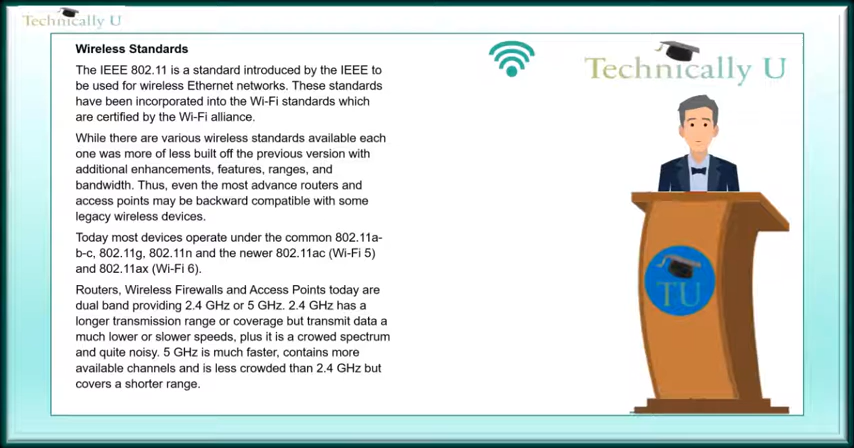 Technically U
Wireless Standards
The IEEE 802.11 is a standard introduced by the IEEE to
be used for wireless Ethernet networks. These standards
have been incorporated into the Wi-Fi standards which
are certified by the Wi-Fi alliance.
While there are various wireless standards available each
one was more of less built off the previous version with
additional enhancements, features, ranges, and
bandwidth. Thus, even the most advance routers and
access points may be backward compatible with some
legacy wireless devices.
Today most devices operate under the common 802.11a-
b-c, 802.11g, 802.11n and the newer 802.11ac (Wi-Fi 5)
and 802.11ax (Wi-Fi 6).
Routers, Wireless Firewalls and Access Points today are
dual band providing 2.4 GHz or 5 GHz. 2.4 GHz has a
longer transmission range or coverage but transmit data a
much lower or slower speeds, plus it is a crowed spectrum
and quite noisy. 5 GHz is much faster, contains more
available channels and is less crowded than 2.4 GHz but
covers a shorter range.
Technically U
TU